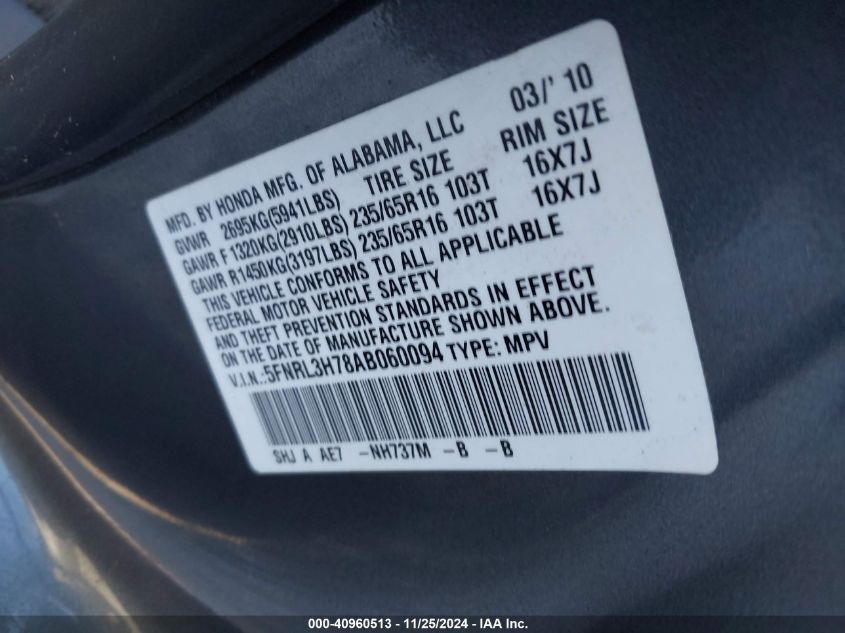 MFD. BY HONDA MFG. OF ALABAMA, LLC 03/' 10
GVWR 2695KG(5941LBS) TIRE SIZE RIM SIZE
GAWR F 1320KG(2910LBS) 235/65R16 103T 16X7J
GAWR R1450KG(3197LBS) 235/65R16 103T 16X7J
THIS VEHICLE CONFORMS TO ALL APPLICABLE
FEDERAL MOTOR VEHICLE SAFETY
AND THEFT PREVENTION STANDARDS IN EFFECT
ON THE DATE OF MANUFACTURE SHOWN ABOVE.
V.I.N.:5FNRL3H78AB060094 TYPE: MPV
SHJ A AE7 -NH737M -B -B
000-40960513 - 11/25/2024 - IAA Inc.